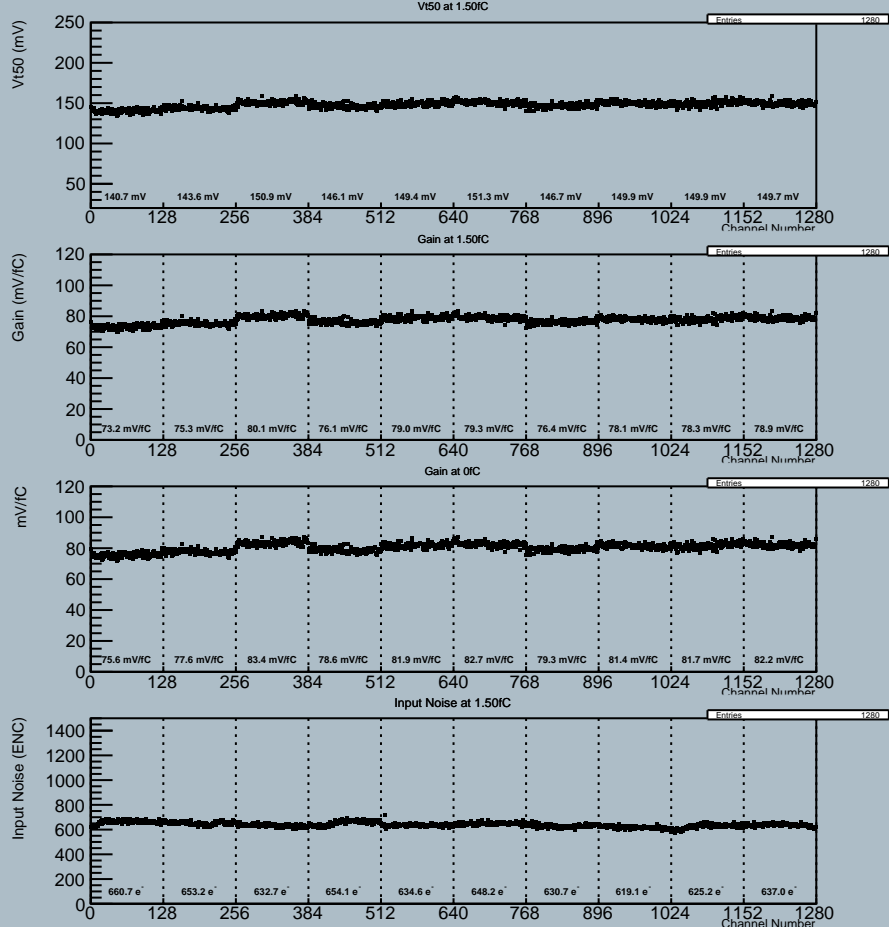 Vt50 at 1.50fC
Entries 1280
Vt50 (mV)
250
200
150
100
50
140.7 mV 143.6 mV 150.9 mV 146.1 mV 149.4 mV 151.3 mV 146.7 mV 149.9 mV 149.9 mV 149.7 mV
0 128 256 384 512 640 768 896 1024 1152 1280
Channel Number
Gain at 1.50fC
Entries 1280
Gain (mV/fC)
120
100
80
60
40
20
0
73.2 mV/fC 75.3 mV/fC 80.1 mV/fC 76.1 mV/fC 79.0 mV/fC 79.3 mV/fC 76.4 mV/fC 78.1 mV/fC 78.3 mV/fC 78.9 mV/fC
0 128 256 384 512 640 768 896 1024 1152 1280
Channel Number
Gain at 0fC
Entries 1280
mV/fC
120
100
80
60
40
20
0
75.6 mV/fC 77.6 mV/fC 83.4 mV/fC 78.6 mV/fC 81.9 mV/fC 82.7 mV/fC 79.3 mV/fC 81.4 mV/fC 81.7 mV/fC 82.2 mV/fC
0 128 256 384 512 640 768 896 1024 1152 1280
Channel Number
Input Noise at 1.50fC
Entries 1280
Input Noise (ENC)
1400
1200
1000
800
600
400
200
0
660.7 e⁻ 653.2 e⁻ 632.7 e⁻ 654.1 e⁻ 634.6 e⁻ 648.2 e⁻ 630.7 e⁻ 619.1 e⁻ 625.2 e⁻ 637.0 e⁻
0 128 256 384 512 640 768 896 1024 1152 1280
Channel Number